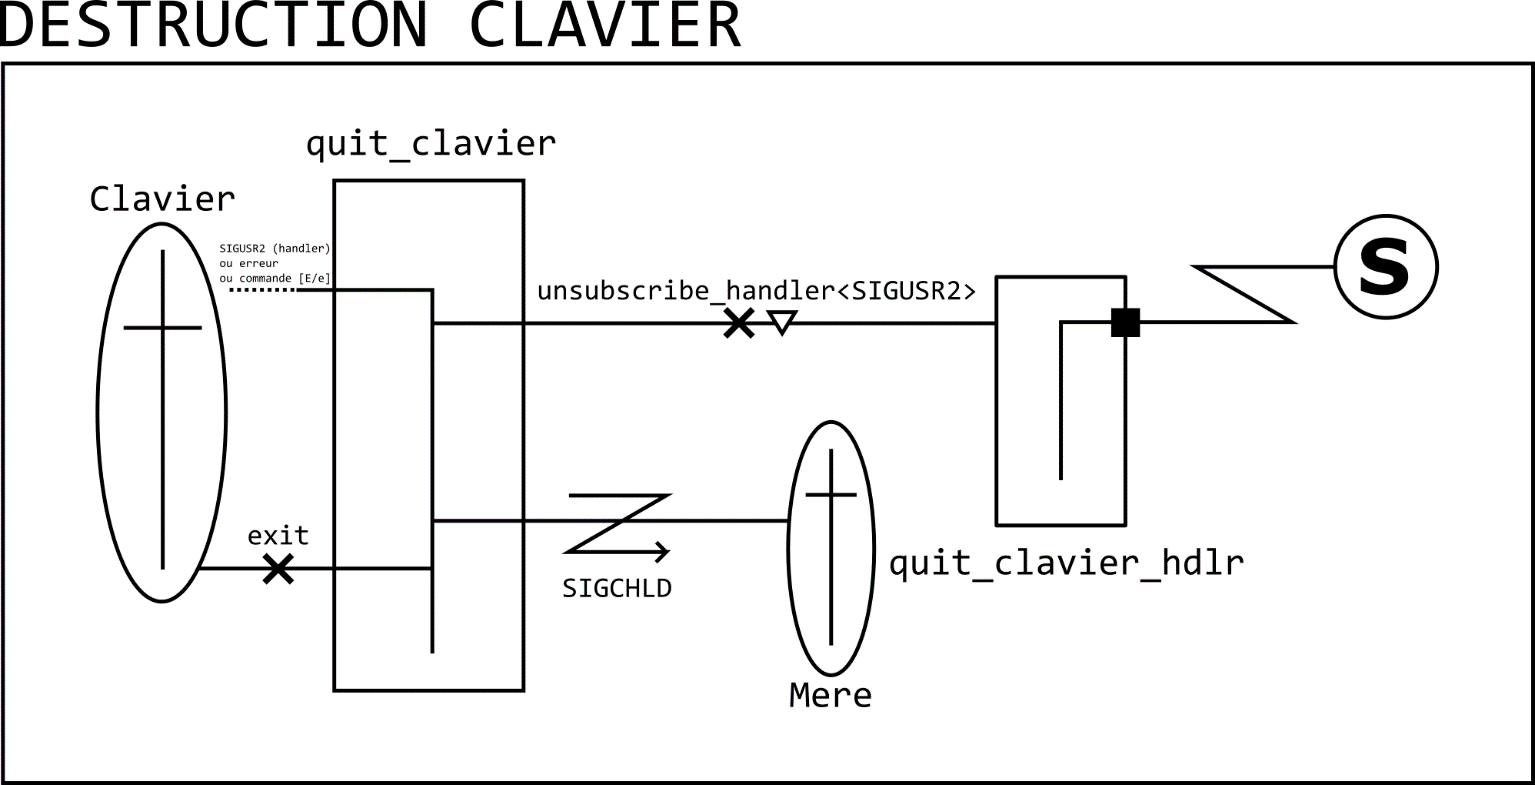 DESTRUCTION CLAVIER
quit_clavier
Clavier
SIGUSR2 (handler)
ou erreur
ou commande [E/e]
unsubscribe_handler<SIGUSR2>
S
exit
SIGCHLD
quit_clavier_hdlr
Mere